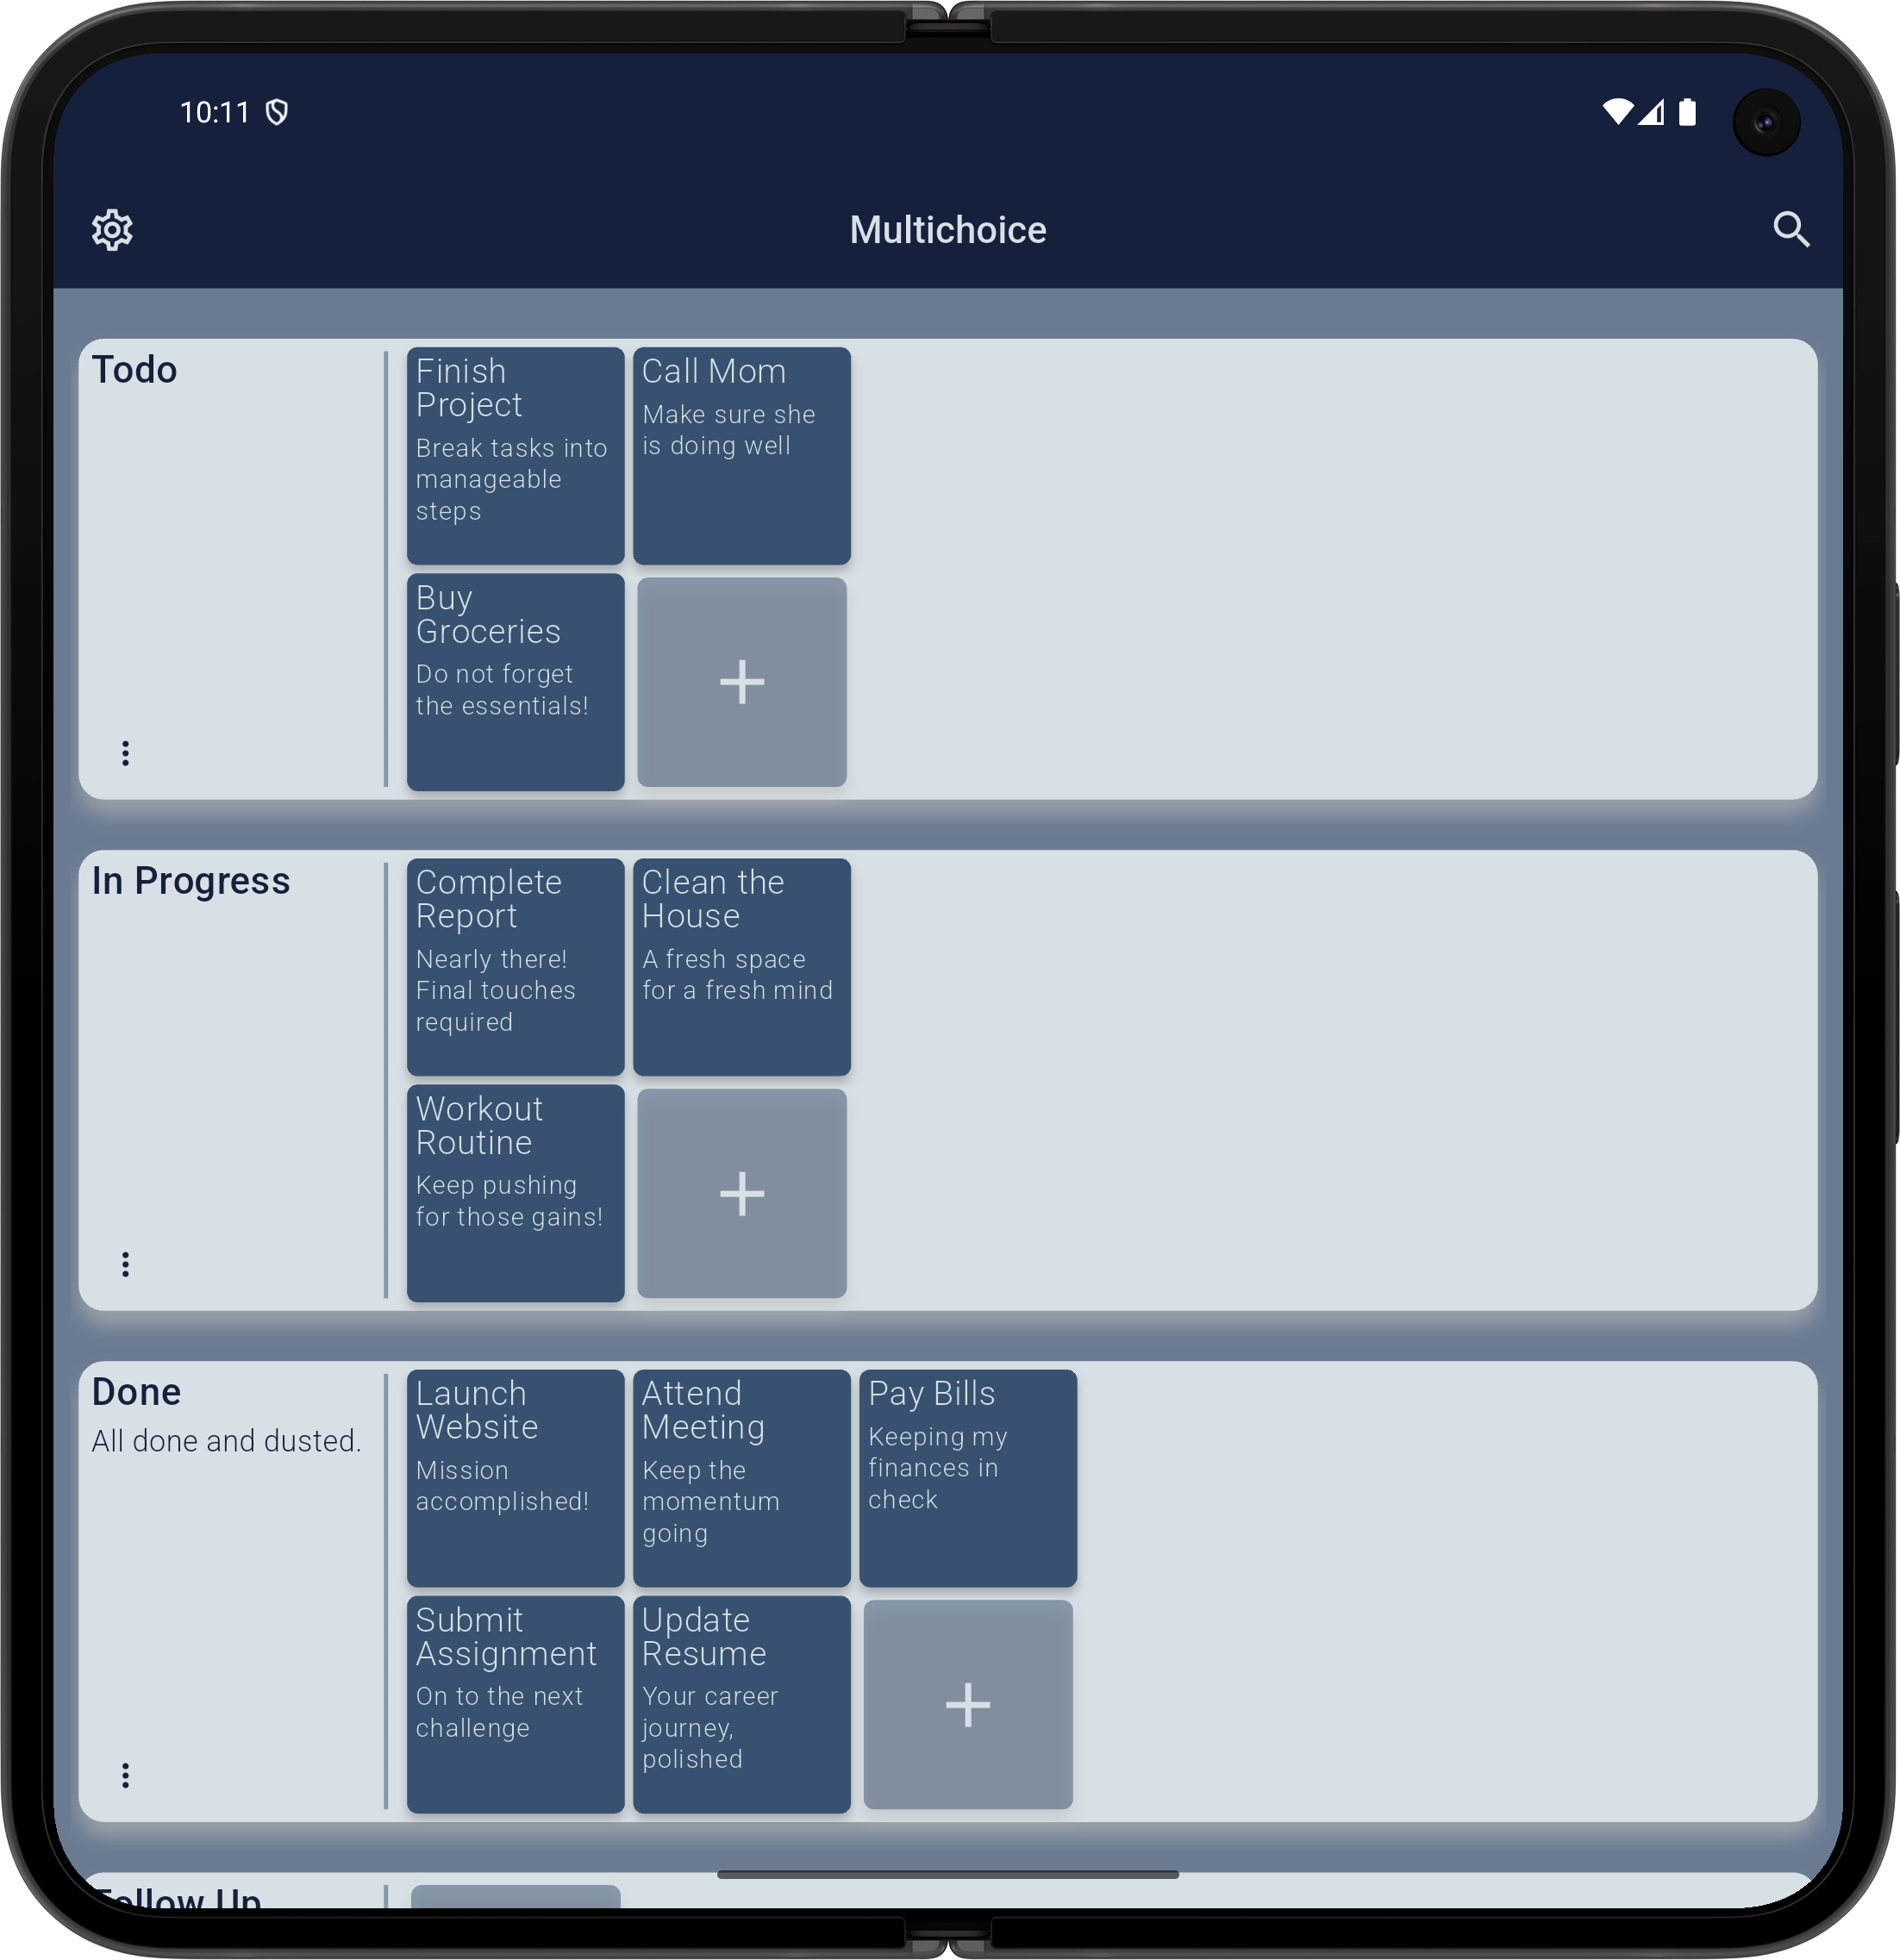 10:11
Multichoice
Todo
Finish
Project
Break tasks into
manageable
steps
Call Mom
Make sure she
is doing well
Buy
Groceries
Do not forget
the essentials!
In Progress
Complete
Report
Nearly there!
Final touches
required
Clean the
House
A fresh space
for a fresh mind
Workout
Routine
Keep pushing
for those gains!
Done
All done and dusted.
Launch
Website
Mission
accomplished!
Attend
Meeting
Keep the
momentum
going
Pay Bills
Keeping my
finances in
check
Submit
Assignment
On to the next
challenge
Update
Resume
Your career
journey,
polished
Follow Up